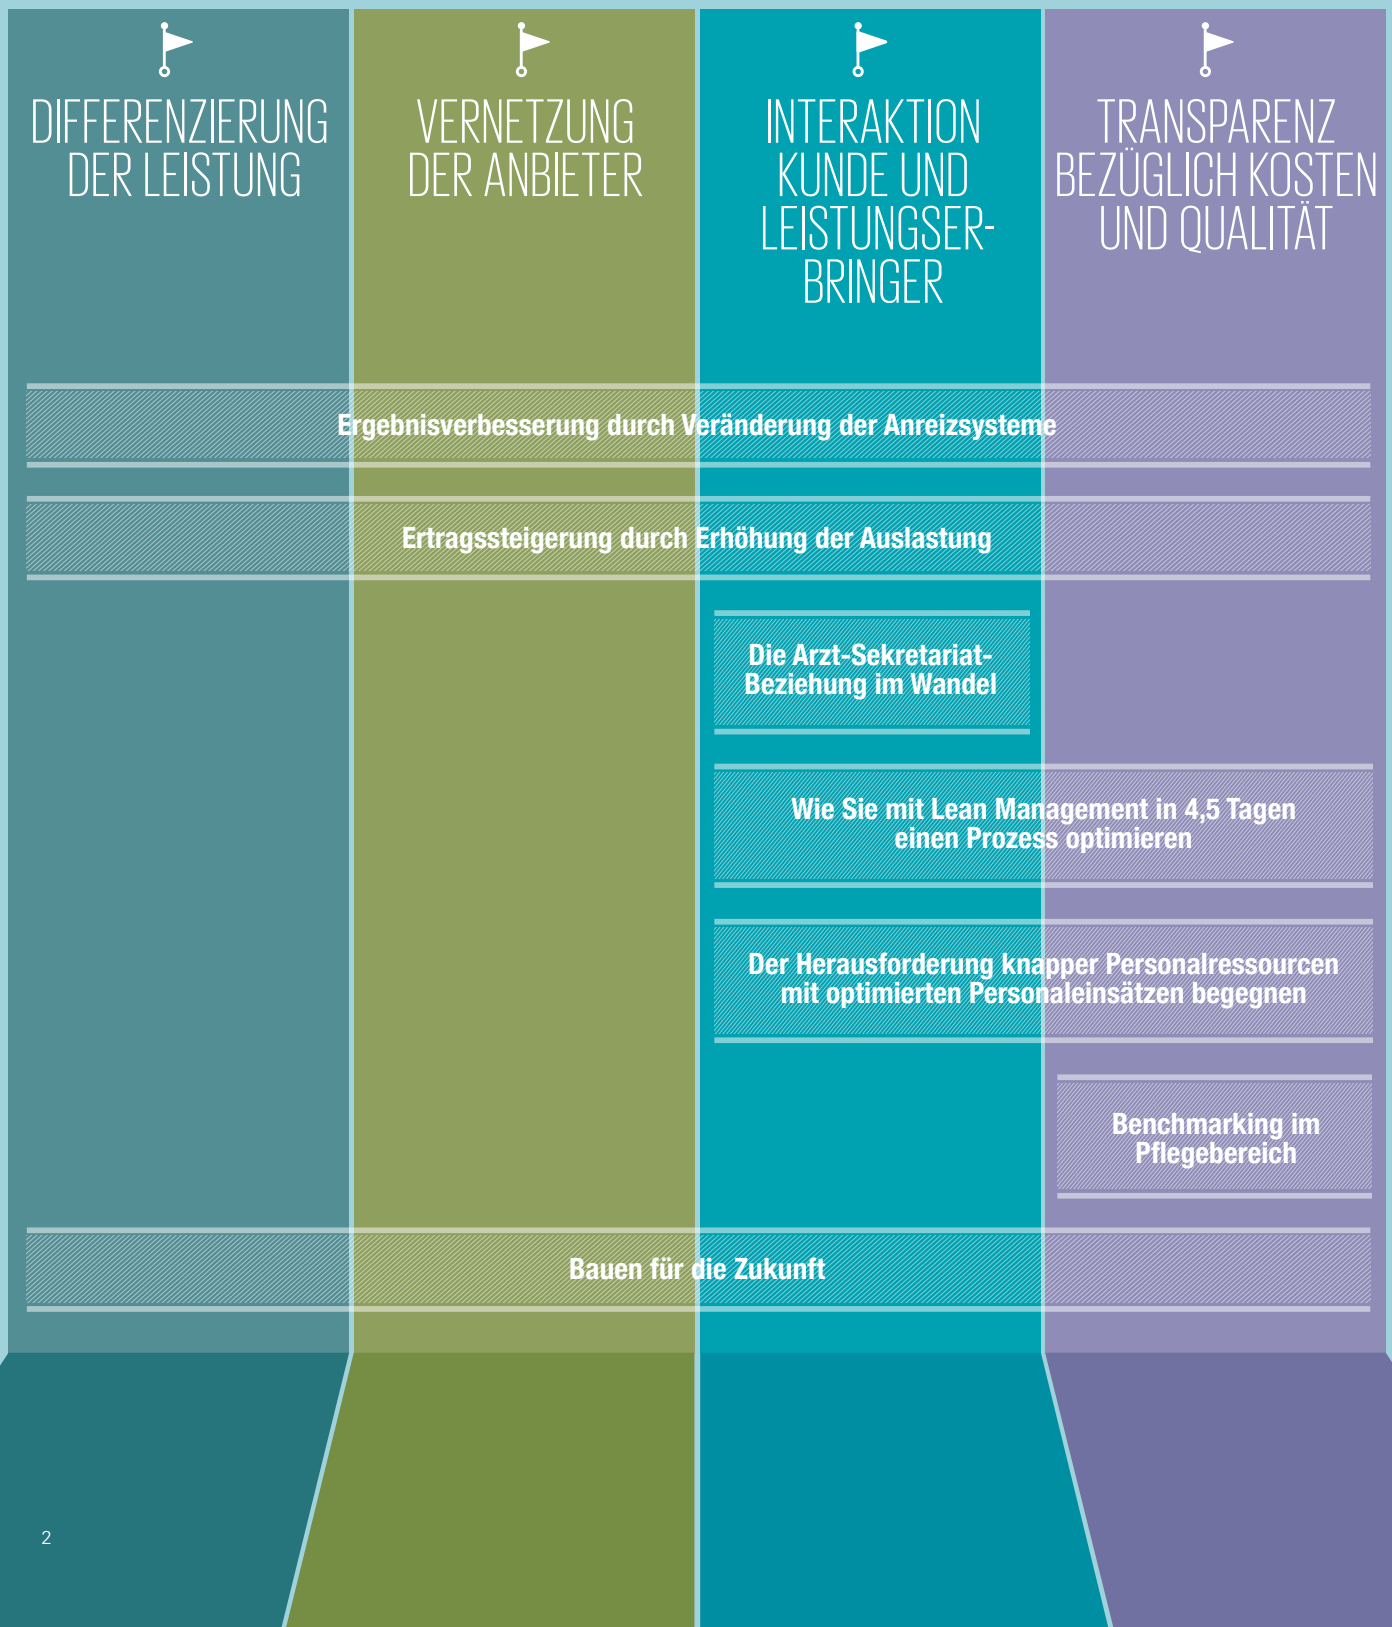 DIFFERENZIERUNG
DER LEISTUNG
VERNETZUNG
DER ANBIETER
INTERAKTION
KUNDE UND
LEISTUNGSER-
BRINGER
TRANSPARENZ
BEZÜGLICH KOSTEN
UND QUALITÄT
Ergebnisverbesserung durch Veränderung der Anreizsysteme
Ertragssteigerung durch Erhöhung der Auslastung
Die Arzt-Sekretariat-
Beziehung im Wandel
Wie Sie mit Lean Management in 4,5 Tagen
einen Prozess optimieren
Der Herausforderung knapper Personalressourcen
mit optimierten Personaleinsätzen begegnen
Benchmarking im
Pflegebereich
Bauen für die Zukunft
2